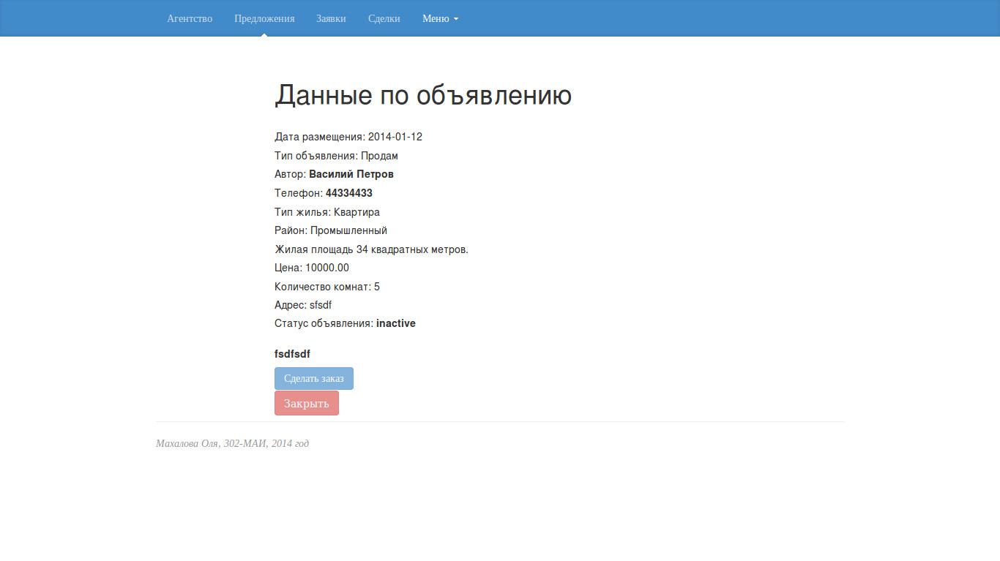 Агентство Предложения Заявки Сделки Меню
Данные по объявлению
Дата размещения: 2014-01-12
Тип объявления: Продам
Автор: Василий Петров
Телефон: 44334433
Тип жилья: Квартира
Район: Промышленный
Жилая площадь 34 квадратных метров.
Цена: 10000.00
Количество комнат: 5
Адрес: sfsdf
Статус объявления: inactive
fsdfsdf
Сделать заказ
Закрыть
Махалова Оля, 302-МАИ, 2014 год